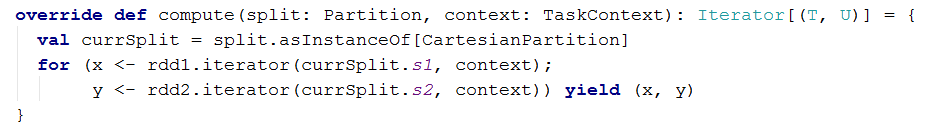 override def compute(split: Partition, context: TaskContext): Iterator[(T, U)] = {
  val currSplit = split.asInstanceOf[CartesianPartition]
  for (x <- rdd1.iterator(currSplit.s1, context);
       y <- rdd2.iterator(currSplit.s2, context)) yield (x, y)
}